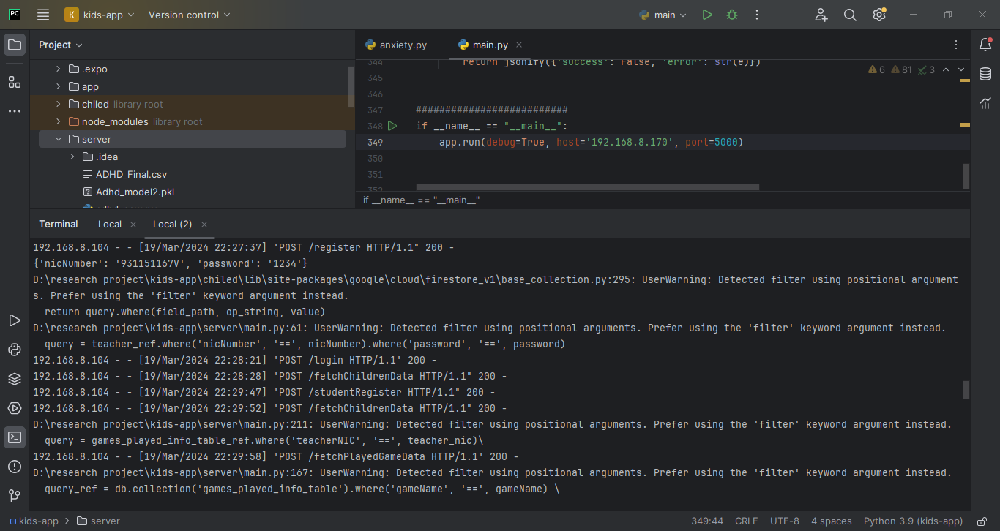 PC
K kids-app
Version control
main
Project
.expo
app
chiled library root
node_modules library root
server
.idea
ADHD_Final.csv
Adhd_model2.pkl
anxiety.py
main.py
344 return jsonify({'success': False, 'error': str(e)})
6 81 3
345
346
347 ##########################
348 if __name__ == "__main__":
349 app.run(debug=True, host='192.168.8.170', port=5000)
350
351
352
if __name__ == "__main__"
Terminal
Local
Local (2)
192.168.8.104 - - [19/Mar/2024 22:27:37] "POST /register HTTP/1.1" 200 -
{'nicNumber': '931151167V', 'password': '1234'}
D:\research project\kids-app\chiled\lib\site-packages\google\cloud\firestore_v1\base_collection.py:295: UserWarning: Detected filter using positional argument
s. Prefer using the 'filter' keyword argument instead.
return query.where(field_path, op_string, value)
D:\research project\kids-app\server\main.py:61: UserWarning: Detected filter using positional arguments. Prefer using the 'filter' keyword argument instead.
query = teacher_ref.where('nicNumber', '==', nicNumber).where('password', '==', password)
192.168.8.104 - - [19/Mar/2024 22:28:21] "POST /login HTTP/1.1" 200 -
192.168.8.104 - - [19/Mar/2024 22:28:28] "POST /fetchChildrenData HTTP/1.1" 200 -
192.168.8.104 - - [19/Mar/2024 22:29:47] "POST /studentRegister HTTP/1.1" 200 -
192.168.8.104 - - [19/Mar/2024 22:29:52] "POST /fetchChildrenData HTTP/1.1" 200 -
D:\research project\kids-app\server\main.py:211: UserWarning: Detected filter using positional arguments. Prefer using the 'filter' keyword argument instead.
query = games_played_info_table_ref.where('teacherNIC', '==', teacher_nic)\
192.168.8.104 - - [19/Mar/2024 22:29:58] "POST /fetchPlayedGameData HTTP/1.1" 200 -
D:\research project\kids-app\server\main.py:167: UserWarning: Detected filter using positional arguments. Prefer using the 'filter' keyword argument instead.
query_ref = db.collection('games_played_info_table').where('gameName', '==', gameName) \
kids-app > server
349:44 CRLF UTF-8 4 spaces Python 3.9 (kids-app)